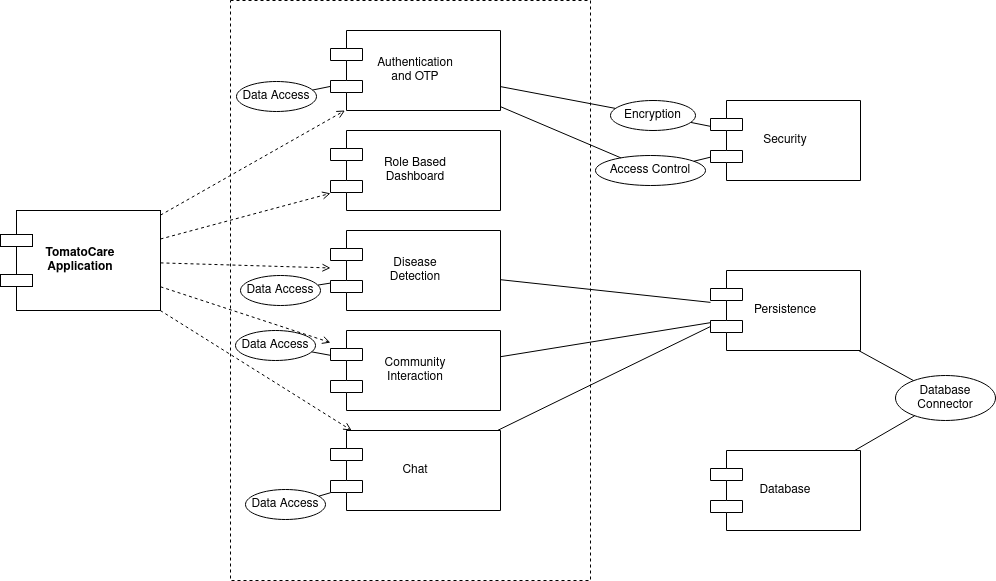 Authentication
and OTP
Data Access
Encryption
Security
Role Based
Dashboard
Access Control
TomatoCare
Application
Disease
Detection
Data Access
Persistence
Data Access
Community
Interaction
Database
Connector
Chat
Data Access
Database